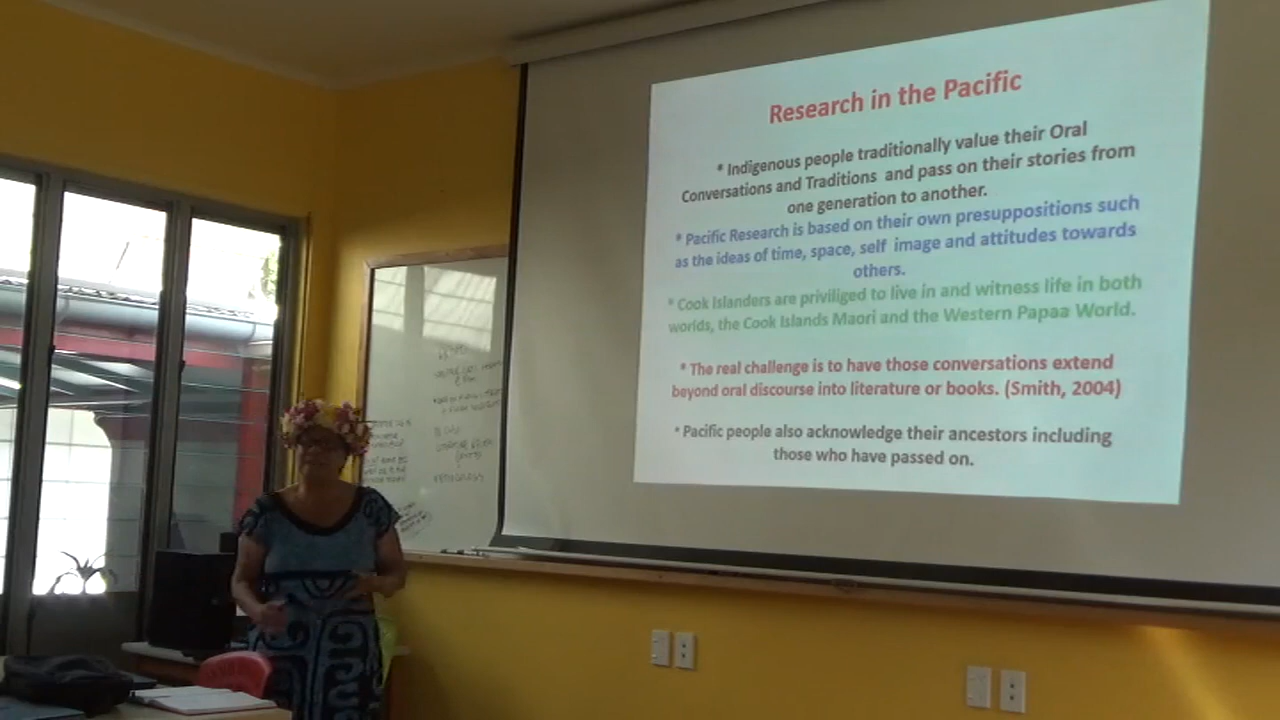 Research in the Pacific
* Indigenous people traditionally value their Oral
Conversations and Traditions and pass on their stories from
one generation to another.
* Pacific Research is based on their own presuppositions such
as the ideas of time, space, self image and attitudes towards
others.
* Cook Islanders are priviliged to live in and witness life in both
worlds, the Cook Islands Maori and the Western Papaa World.
* The real challenge is to have those conversations extend
beyond oral discourse into literature or books. (Smith, 2004)
* Pacific people also acknowledge their ancestors including
those who have passed on.